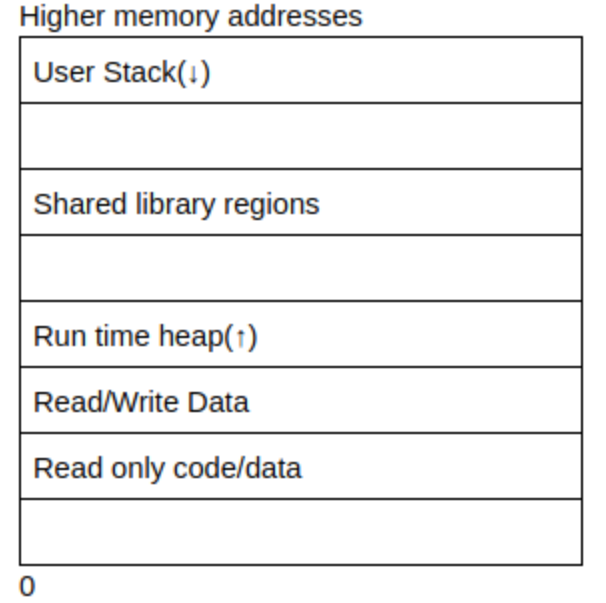 Higher memory addresses
User Stack(↓)
Shared library regions
Run time heap(↑)
Read/Write Data
Read only code/data
0